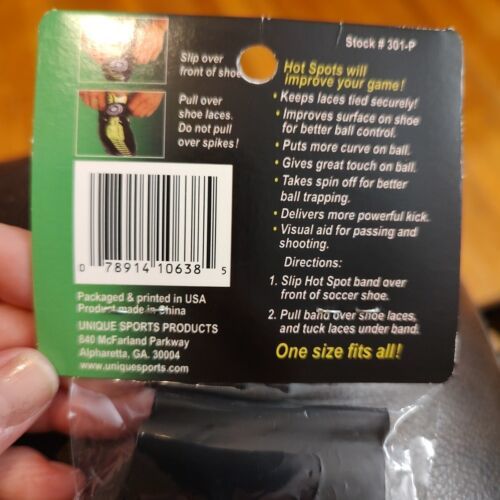 Stock # 301-P
Slip over
front of shoe
Pull over
shoe laces.
Do not pull
over spikes!
0 78914 10638 5
Packaged & printed in USA
Product made in China
UNIQUE SPORTS PRODUCTS
840 McFarland Parkway
Alpharetta, GA. 30004
www.uniquesports.com
Hot Spots will
improve your game!
• Keeps laces tied securely!
• Improves surface on shoe
for better ball control.
• Puts more curve on ball.
• Gives great touch on ball.
• Takes spin off for better
ball trapping.
• Delivers more powerful kick.
• Visual aid for passing and
shooting.
Directions:
1. Slip Hot Spot band over
front of soccer shoe.
2. Pull band over shoe laces,
and tuck laces under band.
One size fits all!